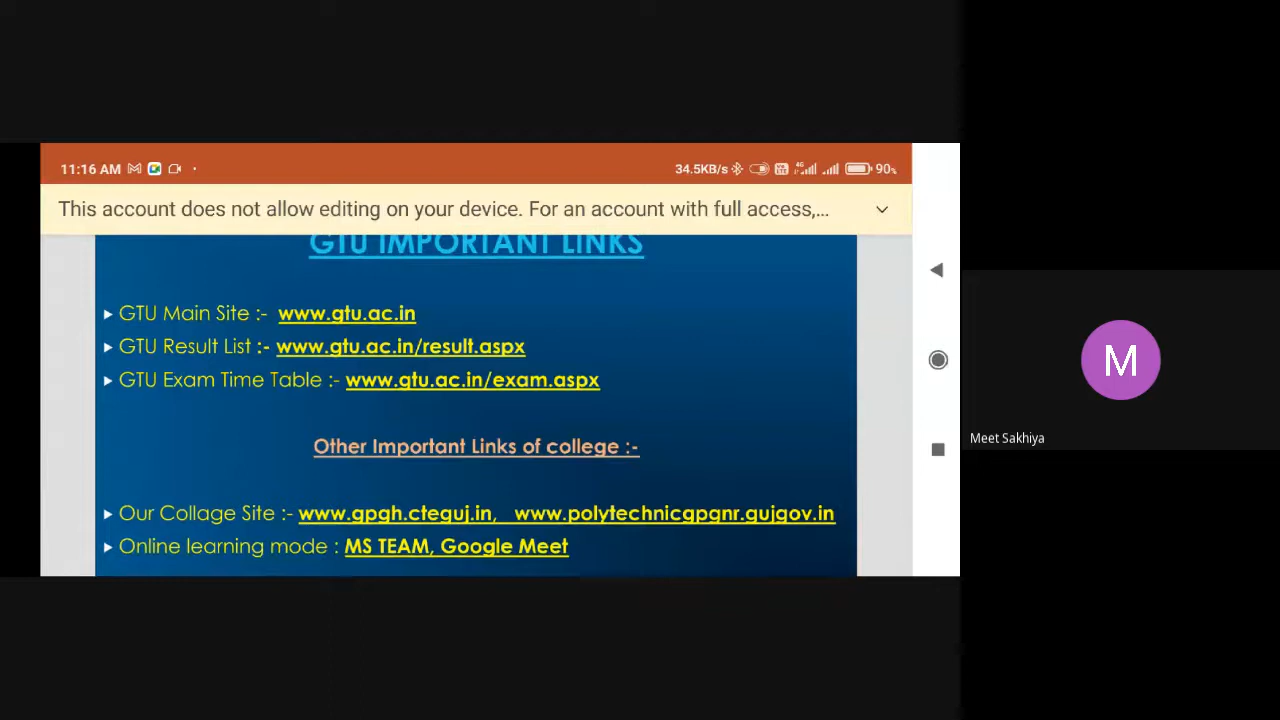 11:16 AM
34.5KB/s 4G 90%
This account does not allow editing on your device. For an account with full access,...
GTU IMPORTANT LINKS
GTU Main Site :- www.gtu.ac.in
GTU Result List :- www.gtu.ac.in/result.aspx
GTU Exam Time Table :- www.gtu.ac.in/exam.aspx
Other Important Links of college :-
Our Collage Site :- www.gpgh.cteguj.in, www.polytechnicgpgnr.gujgov.in
Online learning mode : MS TEAM, Google Meet
M
Meet Sakhiya